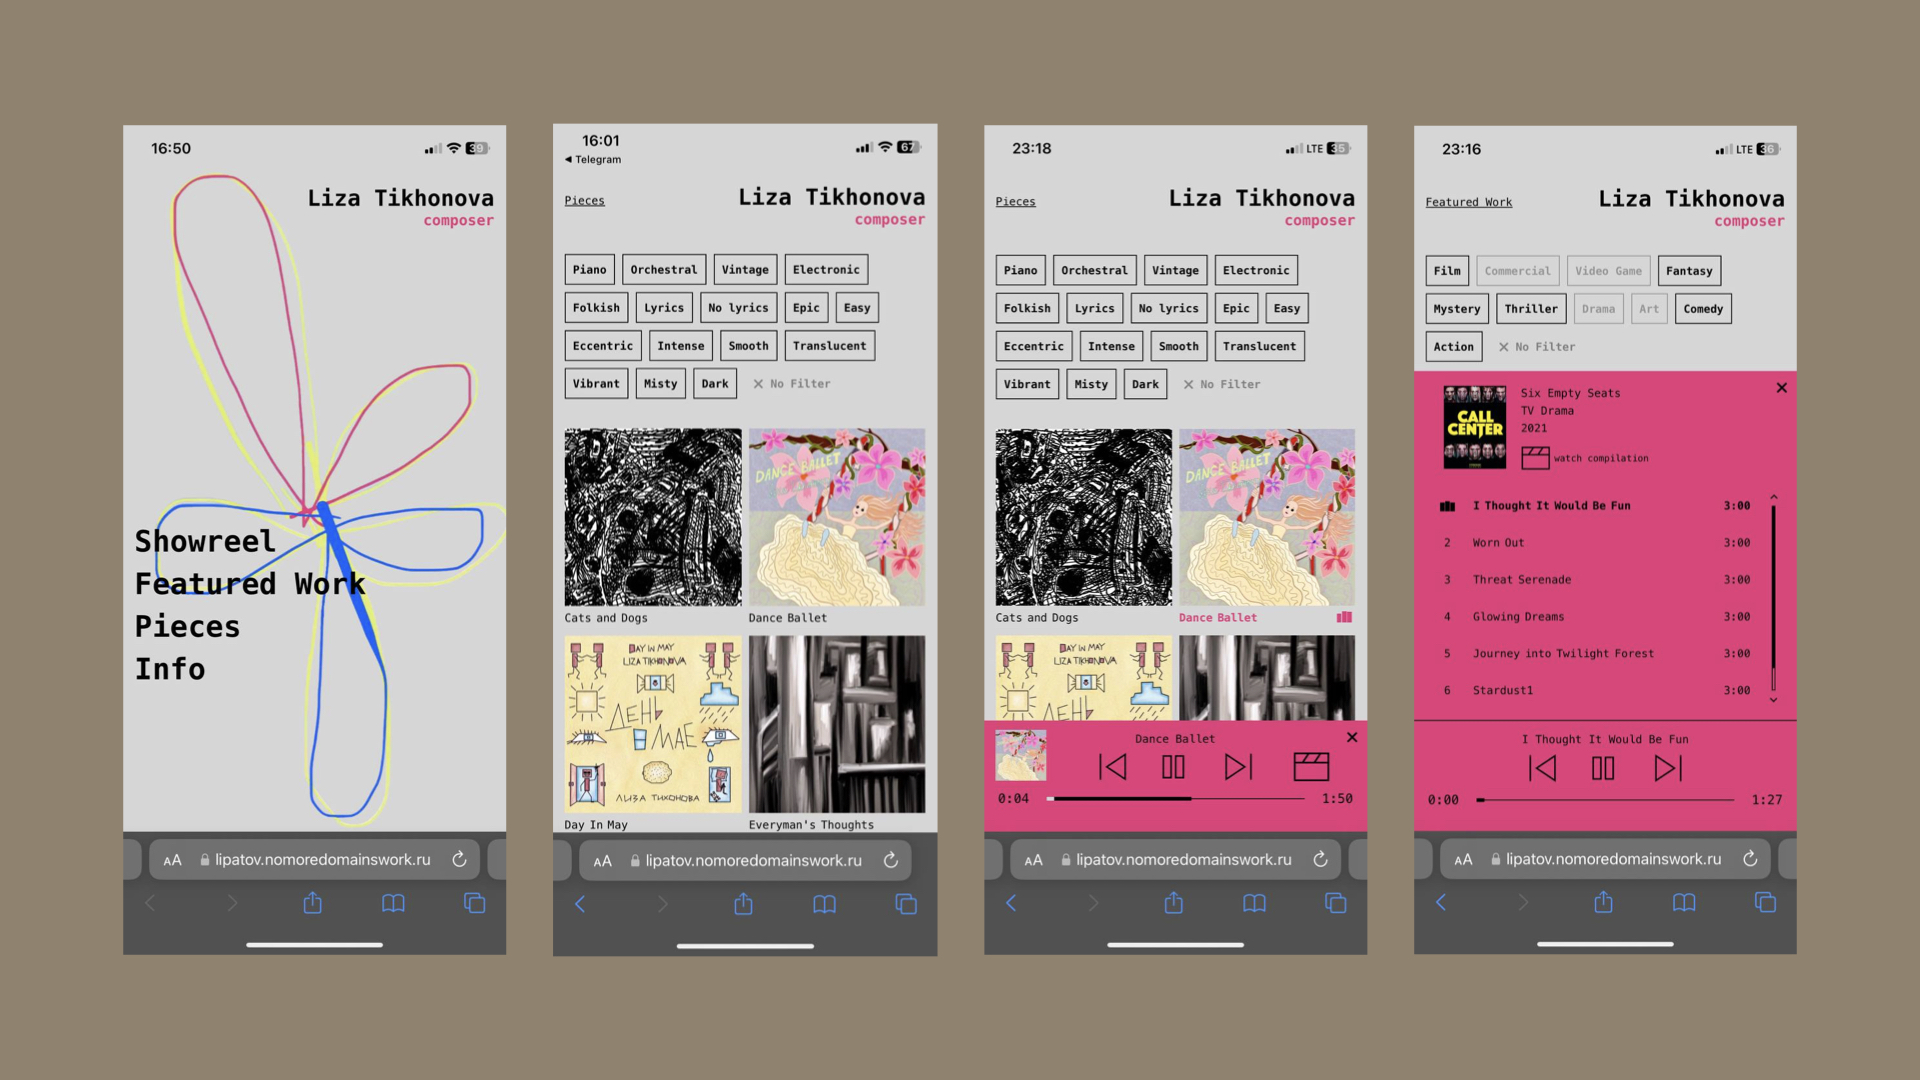 16:50
39
Liza Tikhonova
composer
Showreel
Featured Work
Pieces
Info
AA lipatov.nomoredomainswork.ru
16:01
67
Telegram
Pieces
Liza Tikhonova
composer
Piano Orchestral Vintage Electronic
Folkish Lyrics No lyrics Epic Easy
Eccentric Intense Smooth Translucent
Vibrant Misty Dark No Filter
DANCE BALLET
Cats and Dogs
Dance Ballet
DAY IN MAY
LIZA TIKHONOVA
ДЕНЬ
МАЕ
ЛИЗА ТИХОНОВА
Day In May
Everyman's Thoughts
AA lipatov.nomoredomainswork.ru
23:18
LTE 35
Pieces
Liza Tikhonova
composer
Piano Orchestral Vintage Electronic
Folkish Lyrics No lyrics Epic Easy
Eccentric Intense Smooth Translucent
Vibrant Misty Dark No Filter
DANCE BALLET
Cats and Dogs
Dance Ballet
DAY IN MAY
LIZA TIKHONOVA
ДЕНЬ
Dance Ballet
0:04
1:50
AA lipatov.nomoredomainswork.ru
23:16
LTE 36
Featured Work
Liza Tikhonova
composer
Film Commercial Video Game Fantasy
Mystery Thriller Drama Art Comedy
Action No Filter
CALL
CENTER
Six Empty Seats
TV Drama
2021
watch compilation
I Thought It Would Be Fun 3:00
2 Worn Out 3:00
3 Threat Serenade 3:00
4 Glowing Dreams 3:00
5 Journey into Twilight Forest 3:00
6 Stardust1 3:00
I Thought It Would Be Fun
0:00
1:27
AA lipatov.nomoredomainswork.ru